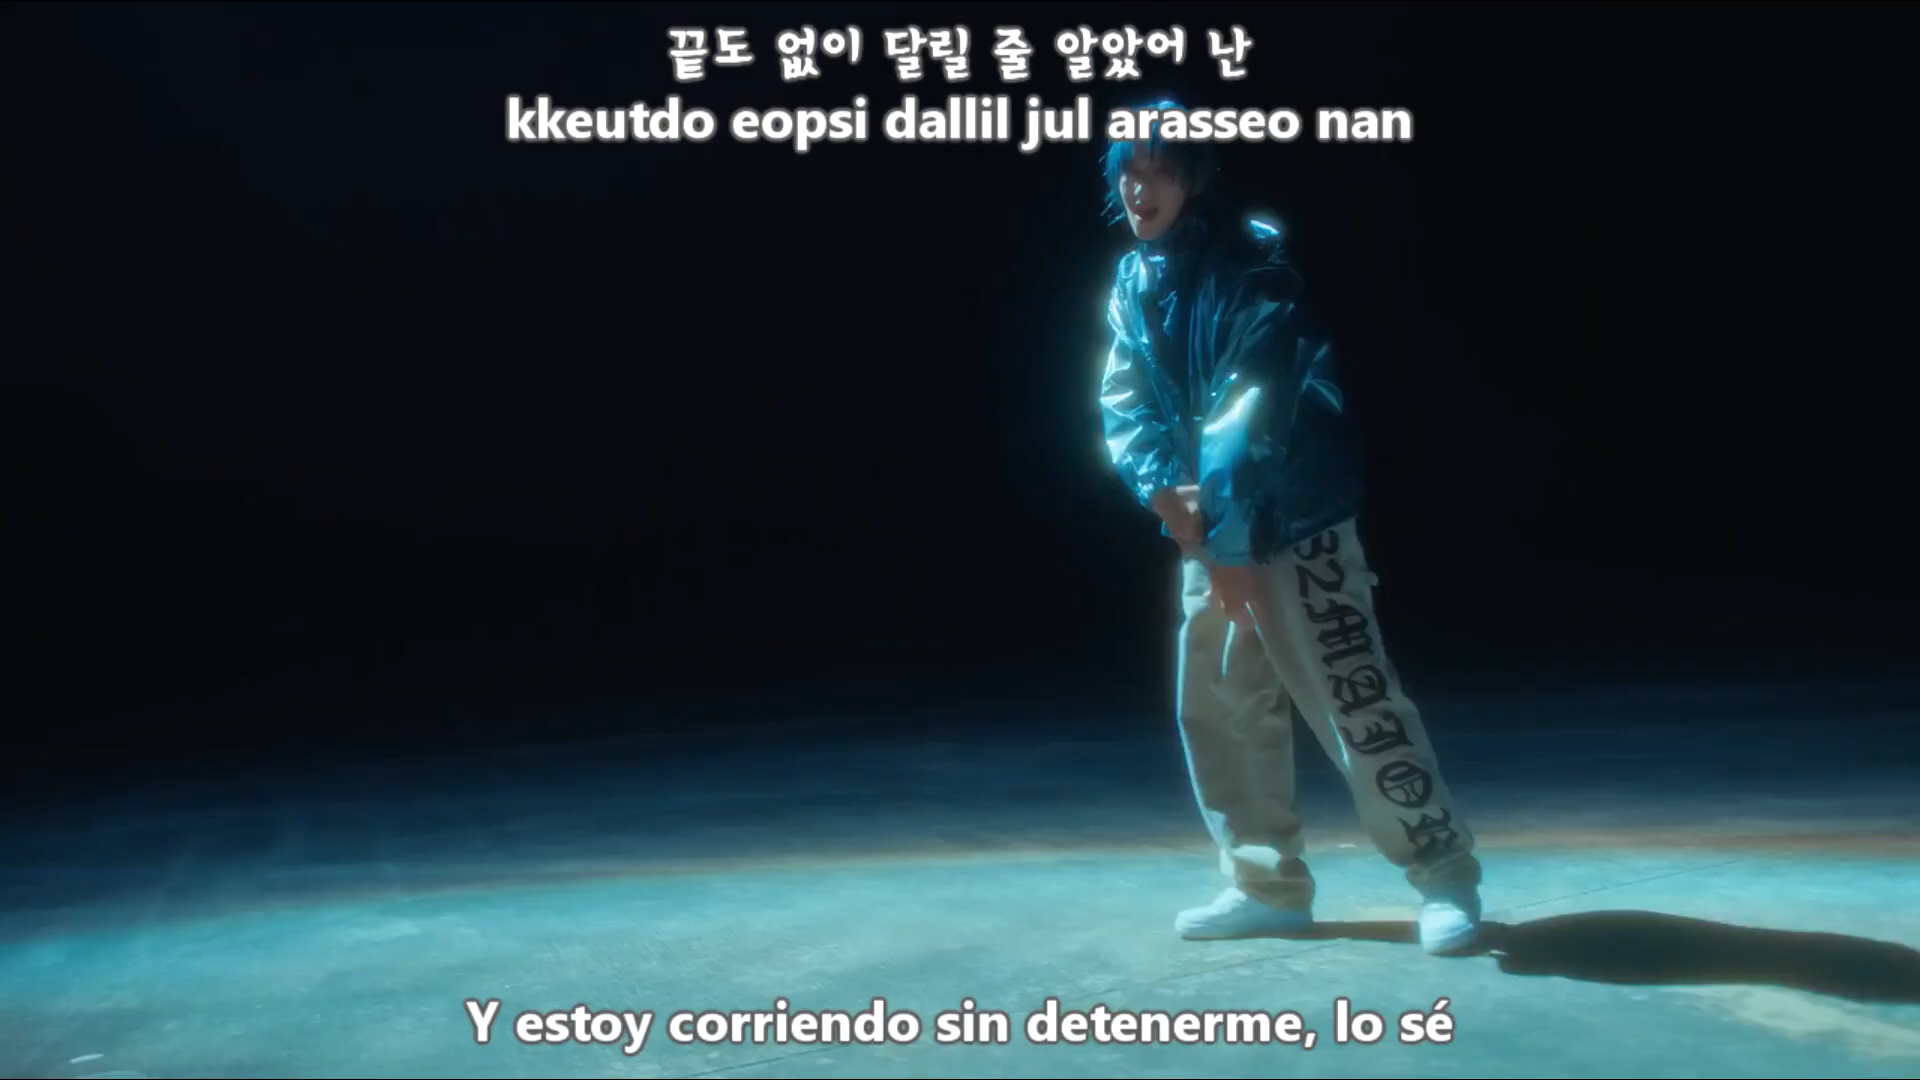 끝도 없이 달릴 줄 알았어 난
kkeutdo eopsi dallil jul arasseo nan
32MAJOR
Y estoy corriendo sin detenerme, lo sé